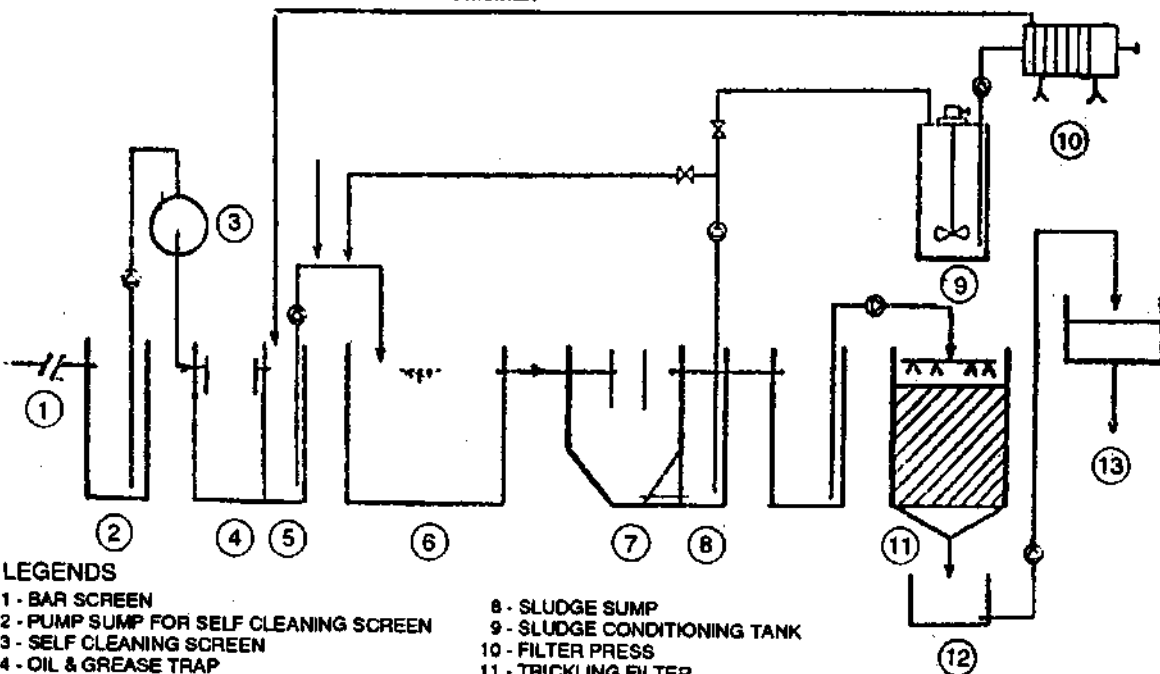 3
10
9
1
13
2
4
5
6
7
8
11
12
LEGENDS
1 - BAR SCREEN
2 - PUMP SUMP FOR SELF CLEANING SCREEN
3 - SELF CLEANING SCREEN
4 - OIL & GREASE TRAP
8 - SLUDGE SUMP
9 - SLUDGE CONDITIONING TANK
10 - FILTER PRESS
11 - TRICKLING FILTER